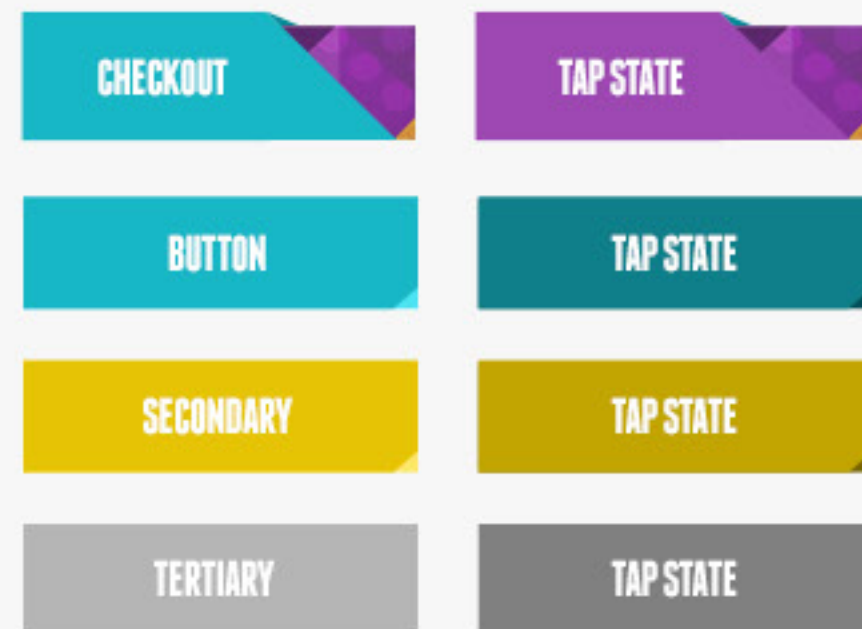 CHECKOUT
TAP STATE
BUTTON
TAP STATE
SECONDARY
TAP STATE
TERTIARY
TAP STATE